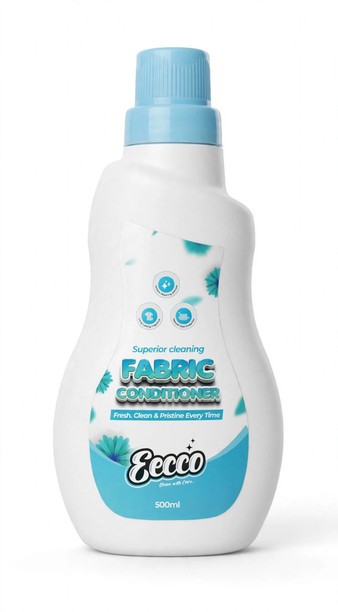 Superior cleaning
FABRIC
CONDITIONER
Fresh, Clean & Pristine Every Time
Eecco
500ml